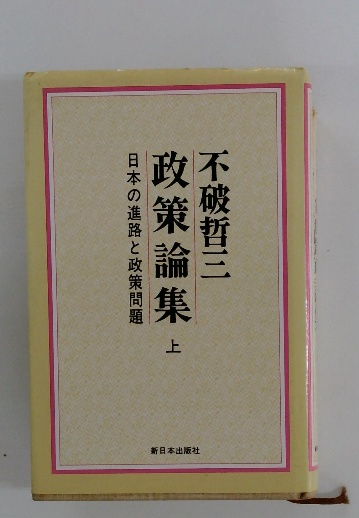 不破哲三
政策論集 上
日本の進路と政策問題
新日本出版社